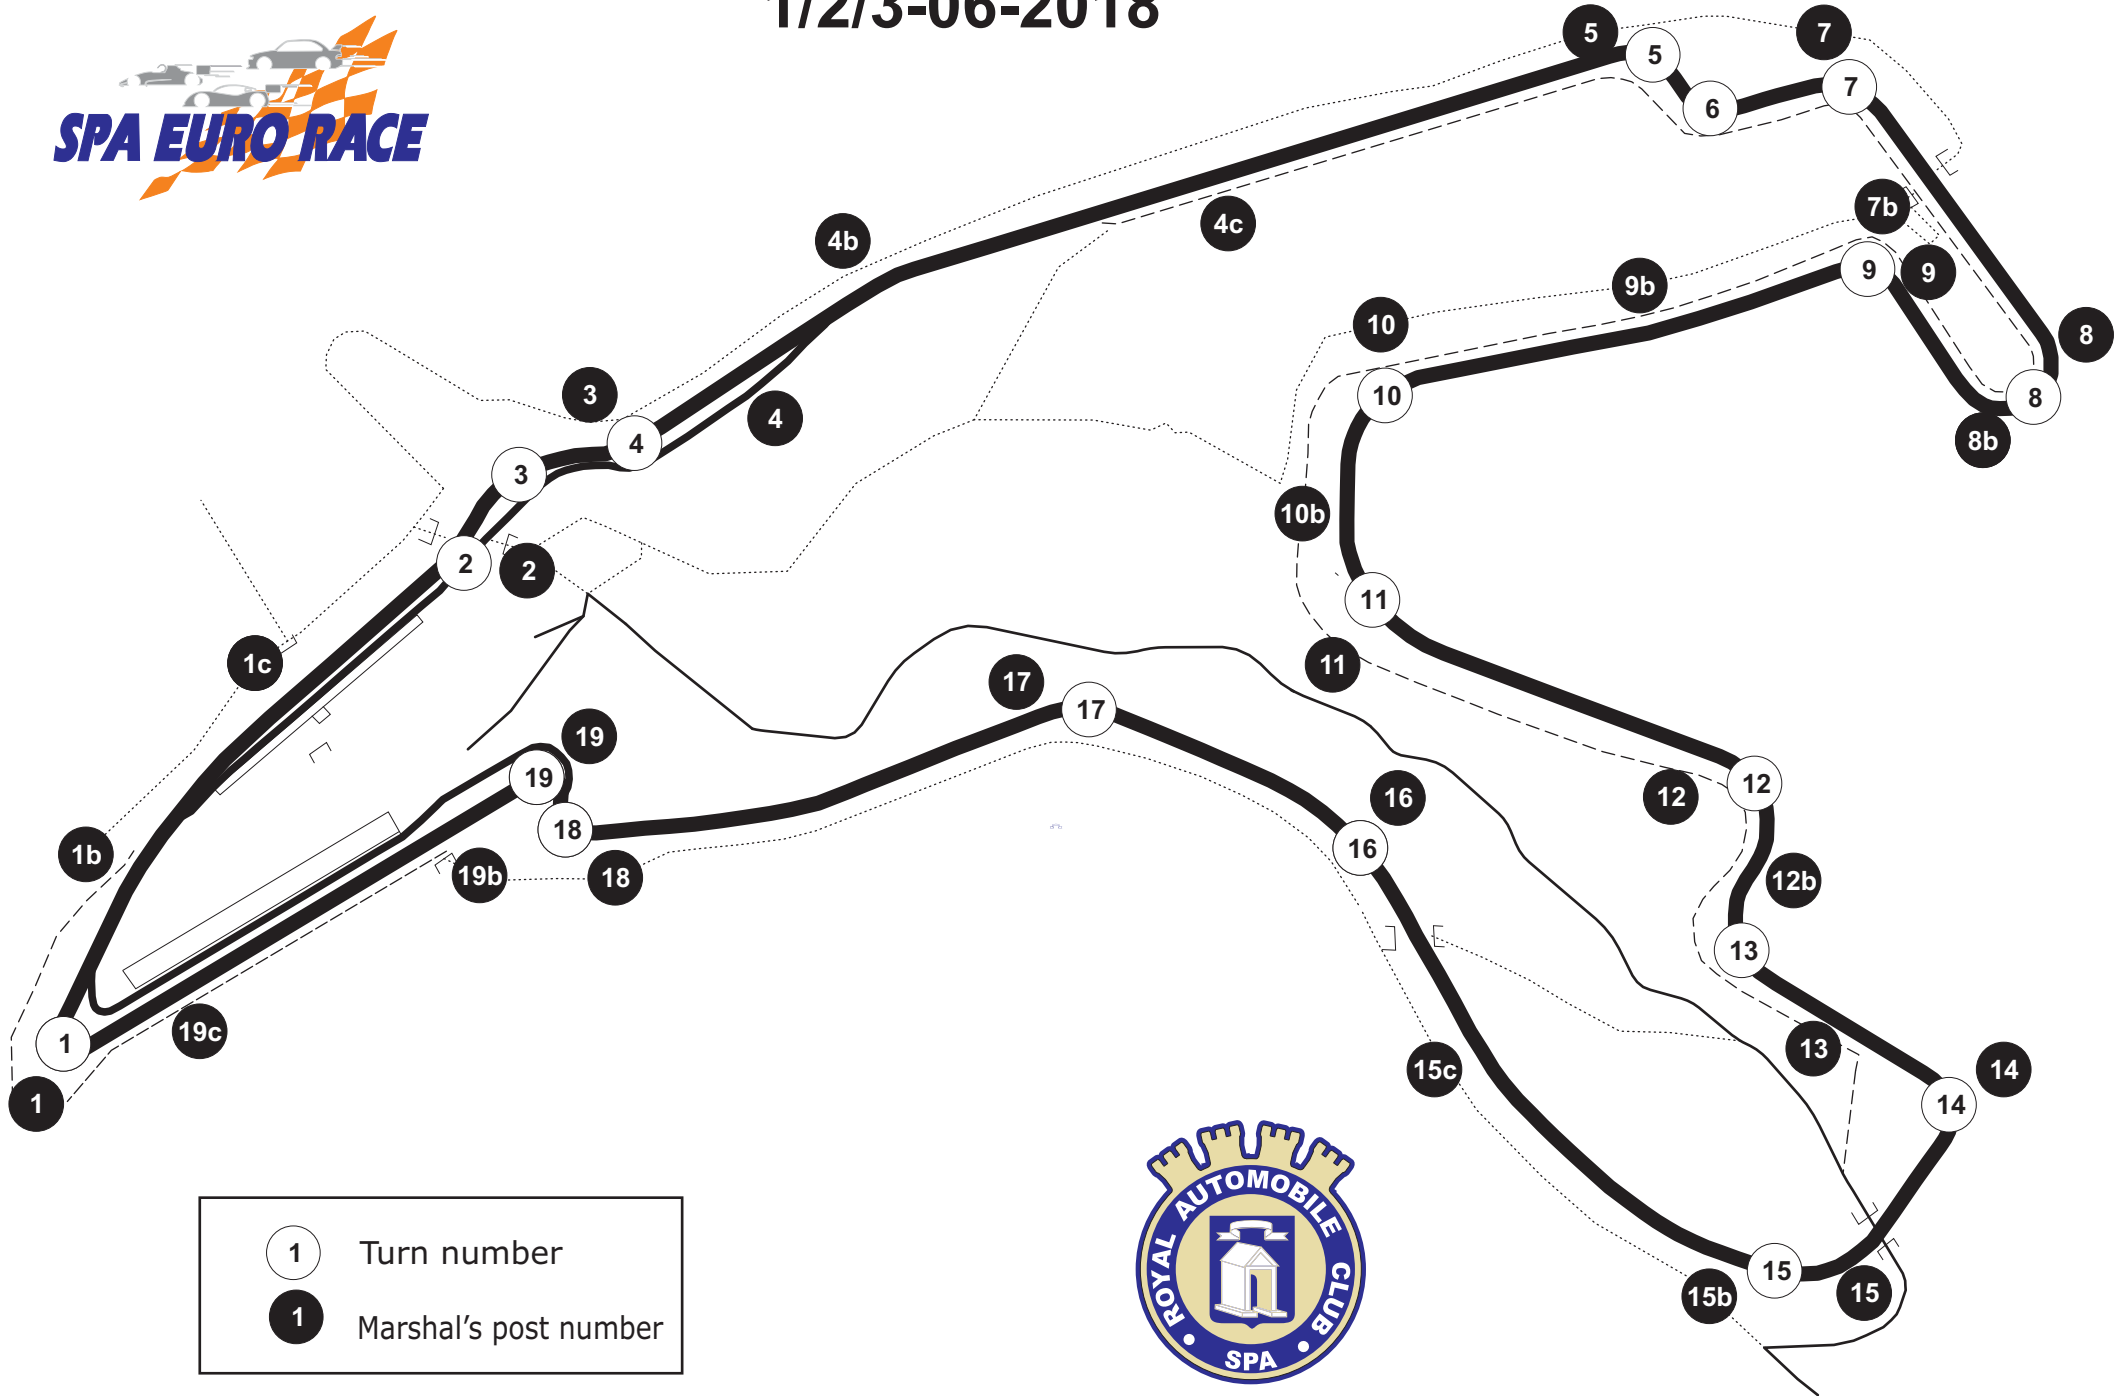 1/2/3-06-2018
SPA EURO RACE
5
7
5
7
6
7b
4c
4b
9
9
9b
10
8
3
10
8
4
4
8b
3
10b
2
2
11
1c
11
17
17
19
19
12
12
16
18
16
1b
19b
18
12b
13
19c
1
13
15c
14
1
14
15
15b
15
1 Turn number
1 Marshal's post number
ROYAL AUTOMOBILE CLUB
SPA